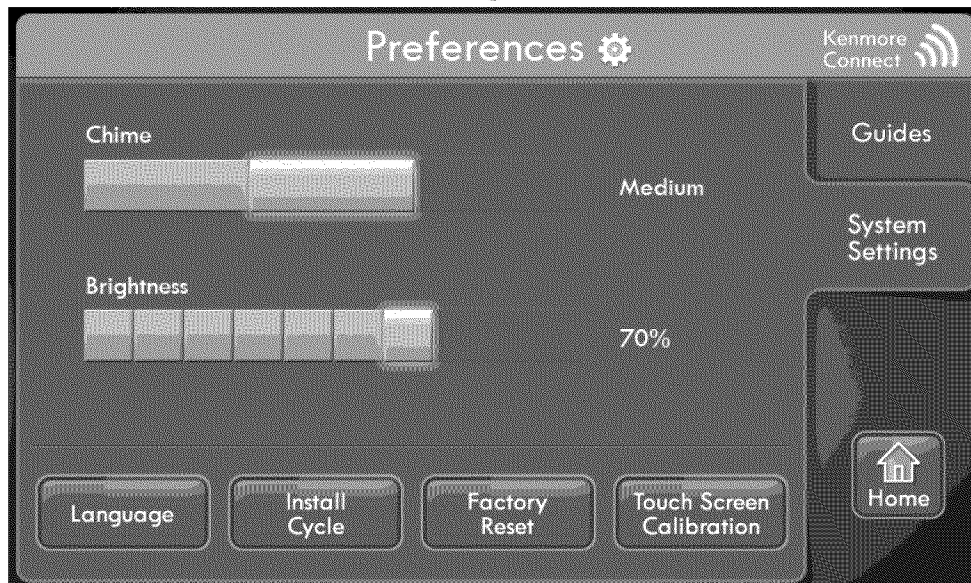 Preferences
Kenmore
Connect
Chime
Medium
Guides
System
Settings
Brightness
70%
Language
Install
Cycle
Factory
Reset
Touch Screen
Calibration
Home